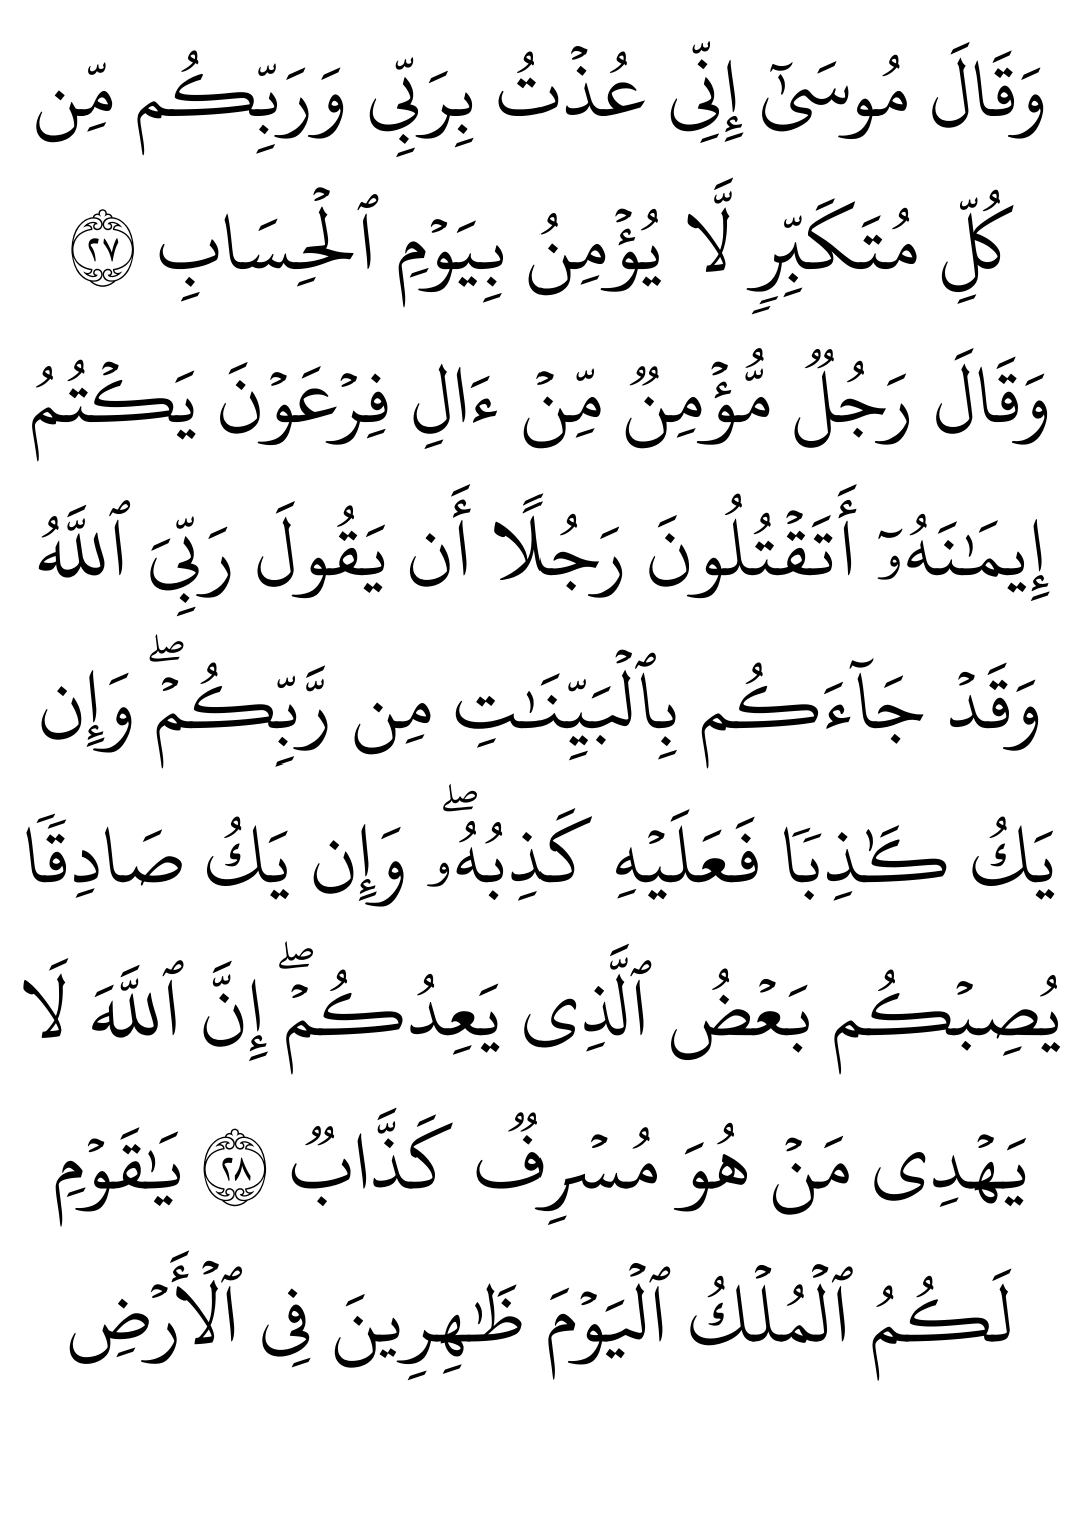 وَقَالَ مُوسَىٰٓ إِنِّى عُذۡتُ بِرَبِّى وَرَبِّكُم مِّن
كُلِّ مُتَكَبِّرٖ لَّا يُؤۡمِنُ بِيَوۡمِ ٱلۡحِسَابِ ٢٧
وَقَالَ رَجُلٞ مُّؤۡمِنٞ مِّنۡ ءَالِ فِرۡعَوۡنَ يَكۡتُمُ
إِيمَٰنَهُۥٓ أَتَقۡتُلُونَ رَجُلًا أَن يَقُولَ رَبِّىَ ٱللَّهُ
وَقَدۡ جَآءَكُم بِٱلۡبَيِّنَٰتِ مِن رَّبِّكُمۡۖ وَإِن
يَكُ كَٰذِبٗا فَعَلَيۡهِ كَذِبُهُۥۖ وَإِن يَكُ صَادِقٗا
يُصِبۡكُم بَعۡضُ ٱلَّذِى يَعِدُكُمۡۖ إِنَّ ٱللَّهَ لَا
يَهۡدِى مَنۡ هُوَ مُسۡرِفٞ كَذَّابٞ ٢٨ يَٰقَوۡمِ
لَكُمُ ٱلۡمُلۡكُ ٱلۡيَوۡمَ ظَٰهِرِينَ فِى ٱلۡأَرۡضِ